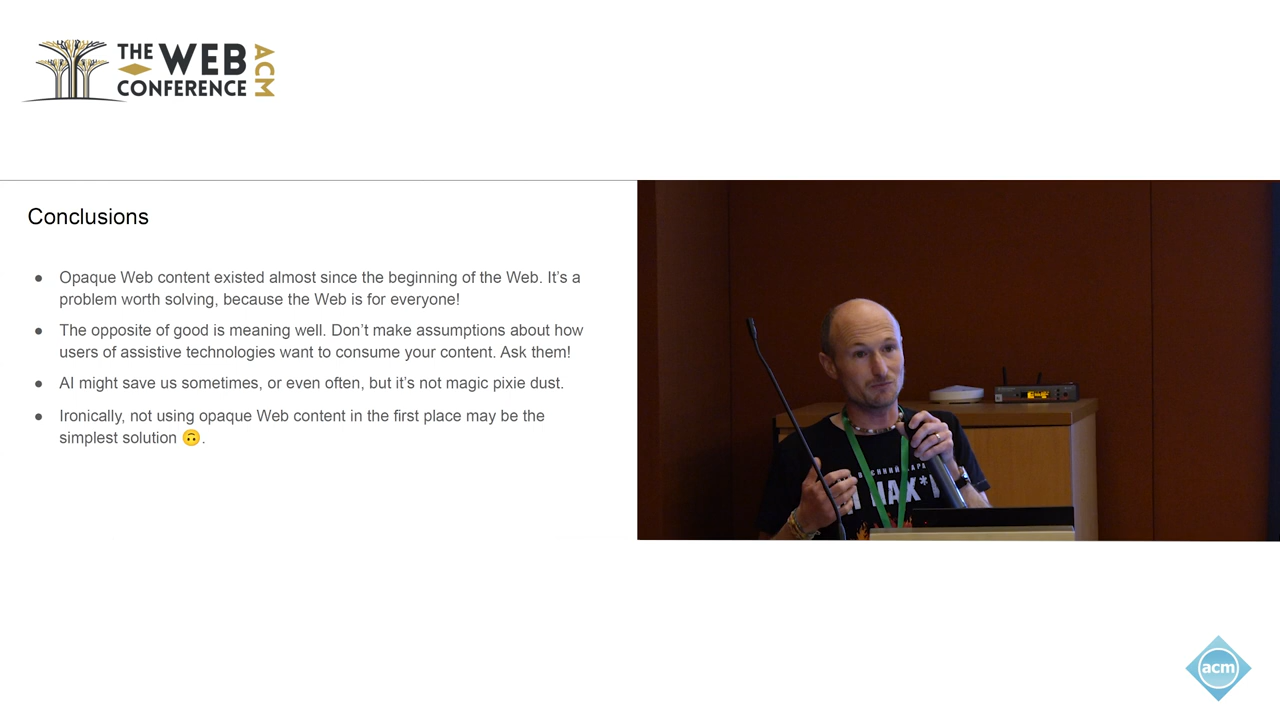 THE WEB
CONFERENCE
ACM
Conclusions
● Opaque Web content existed almost since the beginning of the Web. It’s a
problem worth solving, because the Web is for everyone!
● The opposite of good is meaning well. Don’t make assumptions about how
users of assistive technologies want to consume your content. Ask them!
● AI might save us sometimes, or even often, but it’s not magic pixie dust.
● Ironically, not using opaque Web content in the first place may be the
simplest solution 🙃.
acm